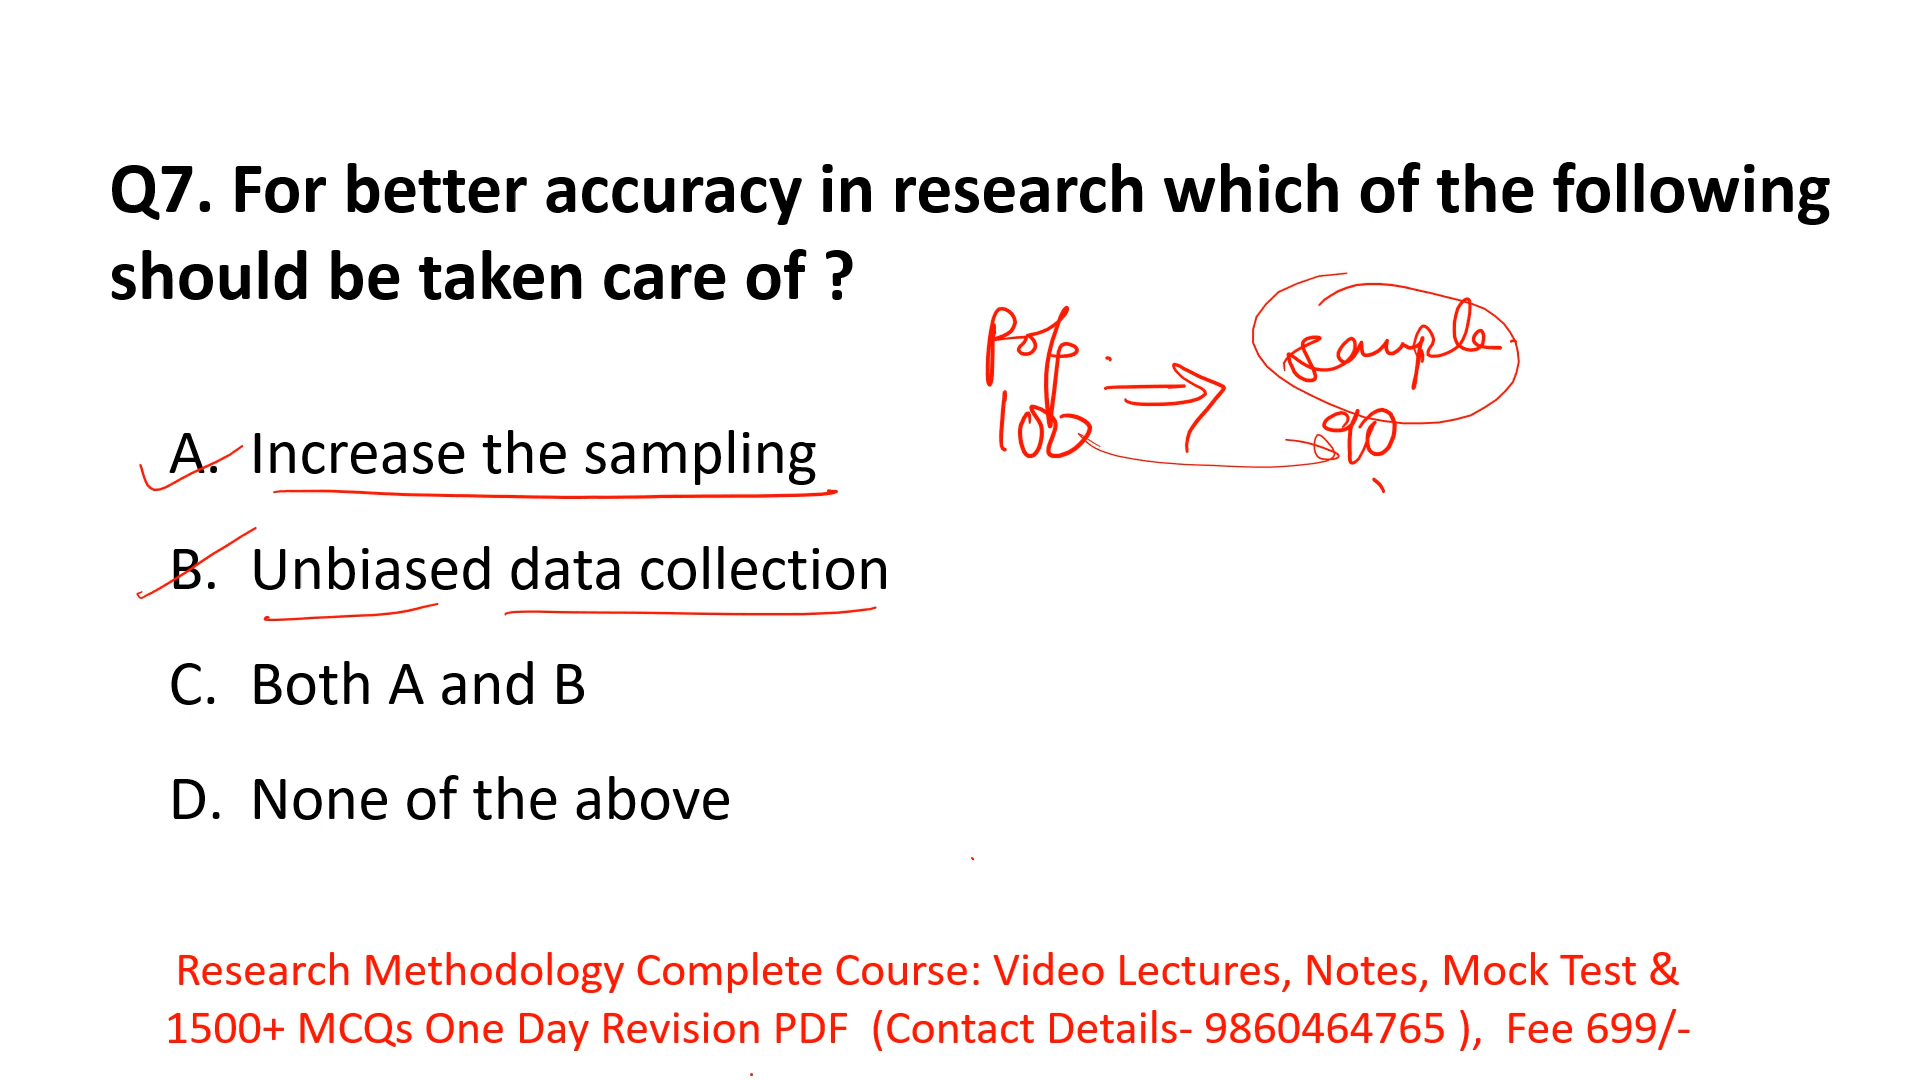 Q7. For better accuracy in research which of the following
should be taken care of ?
Pop. sample
100 90
A. Increase the sampling
B. Unbiased data collection
C. Both A and B
D. None of the above
Research Methodology Complete Course: Video Lectures, Notes, Mock Test &
1500+ MCQs One Day Revision PDF (Contact Details- 9860464765 ), Fee 699/-